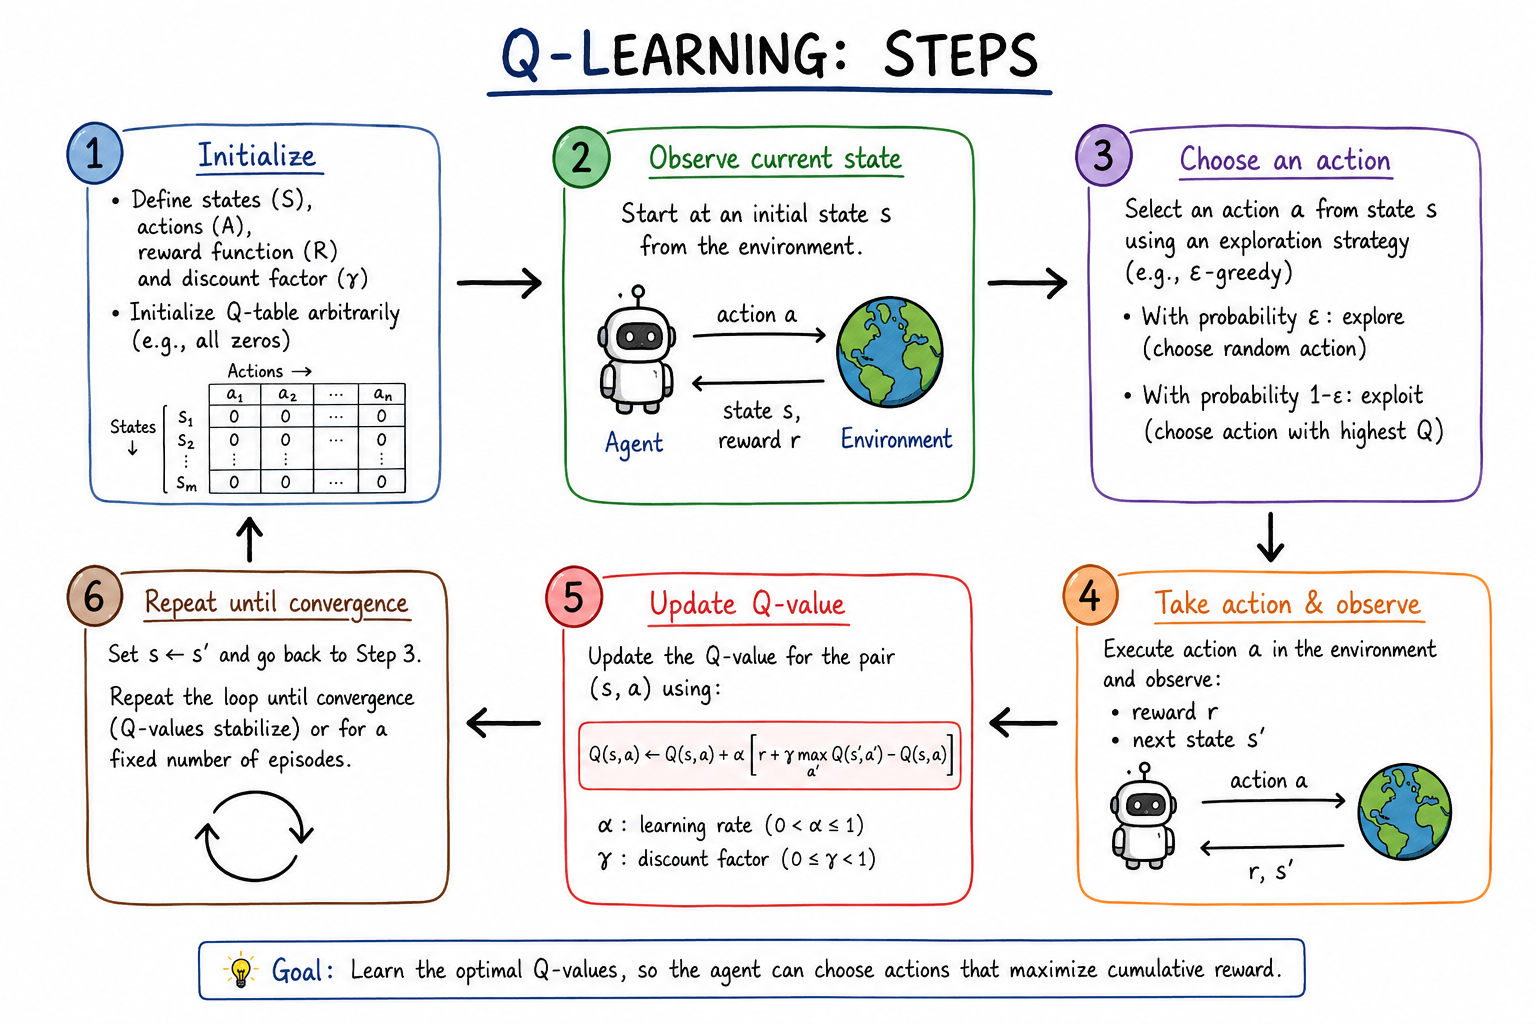 Q-LEARNING: STEPS
1
Initialize
• Define states (S),
actions (A),
reward function (R)
and discount factor (γ)
• Initialize Q-table arbitrarily
(e.g., all zeros)
Actions →
a₁ a₂ ... aₙ
States ↓
S₁ 0 0 ... 0
S₂ 0 0 ... 0
⋮ ⋮ ⋮ ⋮
Sₘ 0 0 ... 0
2
Observe current state
Start at an initial state s
from the environment.
action a
state s,
reward r
Agent
Environment
3
Choose an action
Select an action a from state s
using an exploration strategy
(e.g., ε-greedy)
• With probability ε: explore
(choose random action)
• With probability 1-ε: exploit
(choose action with highest Q)
4
Take action & observe
Execute action a in the environment
and observe:
• reward r
• next state s'
action a
r, s'
5
Update Q-value
Update the Q-value for the pair
(s, a) using:
Q(s,a) ← Q(s,a) + α [r + γ max Q(s',a') − Q(s,a)]
a'
α : learning rate (0 < α ≤ 1)
γ : discount factor (0 ≤ γ < 1)
6
Repeat until convergence
Set s ← s' and go back to Step 3.
Repeat the loop until convergence
(Q-values stabilize) or for a
fixed number of episodes.
Goal: Learn the optimal Q-values, so the agent can choose actions that maximize cumulative reward.